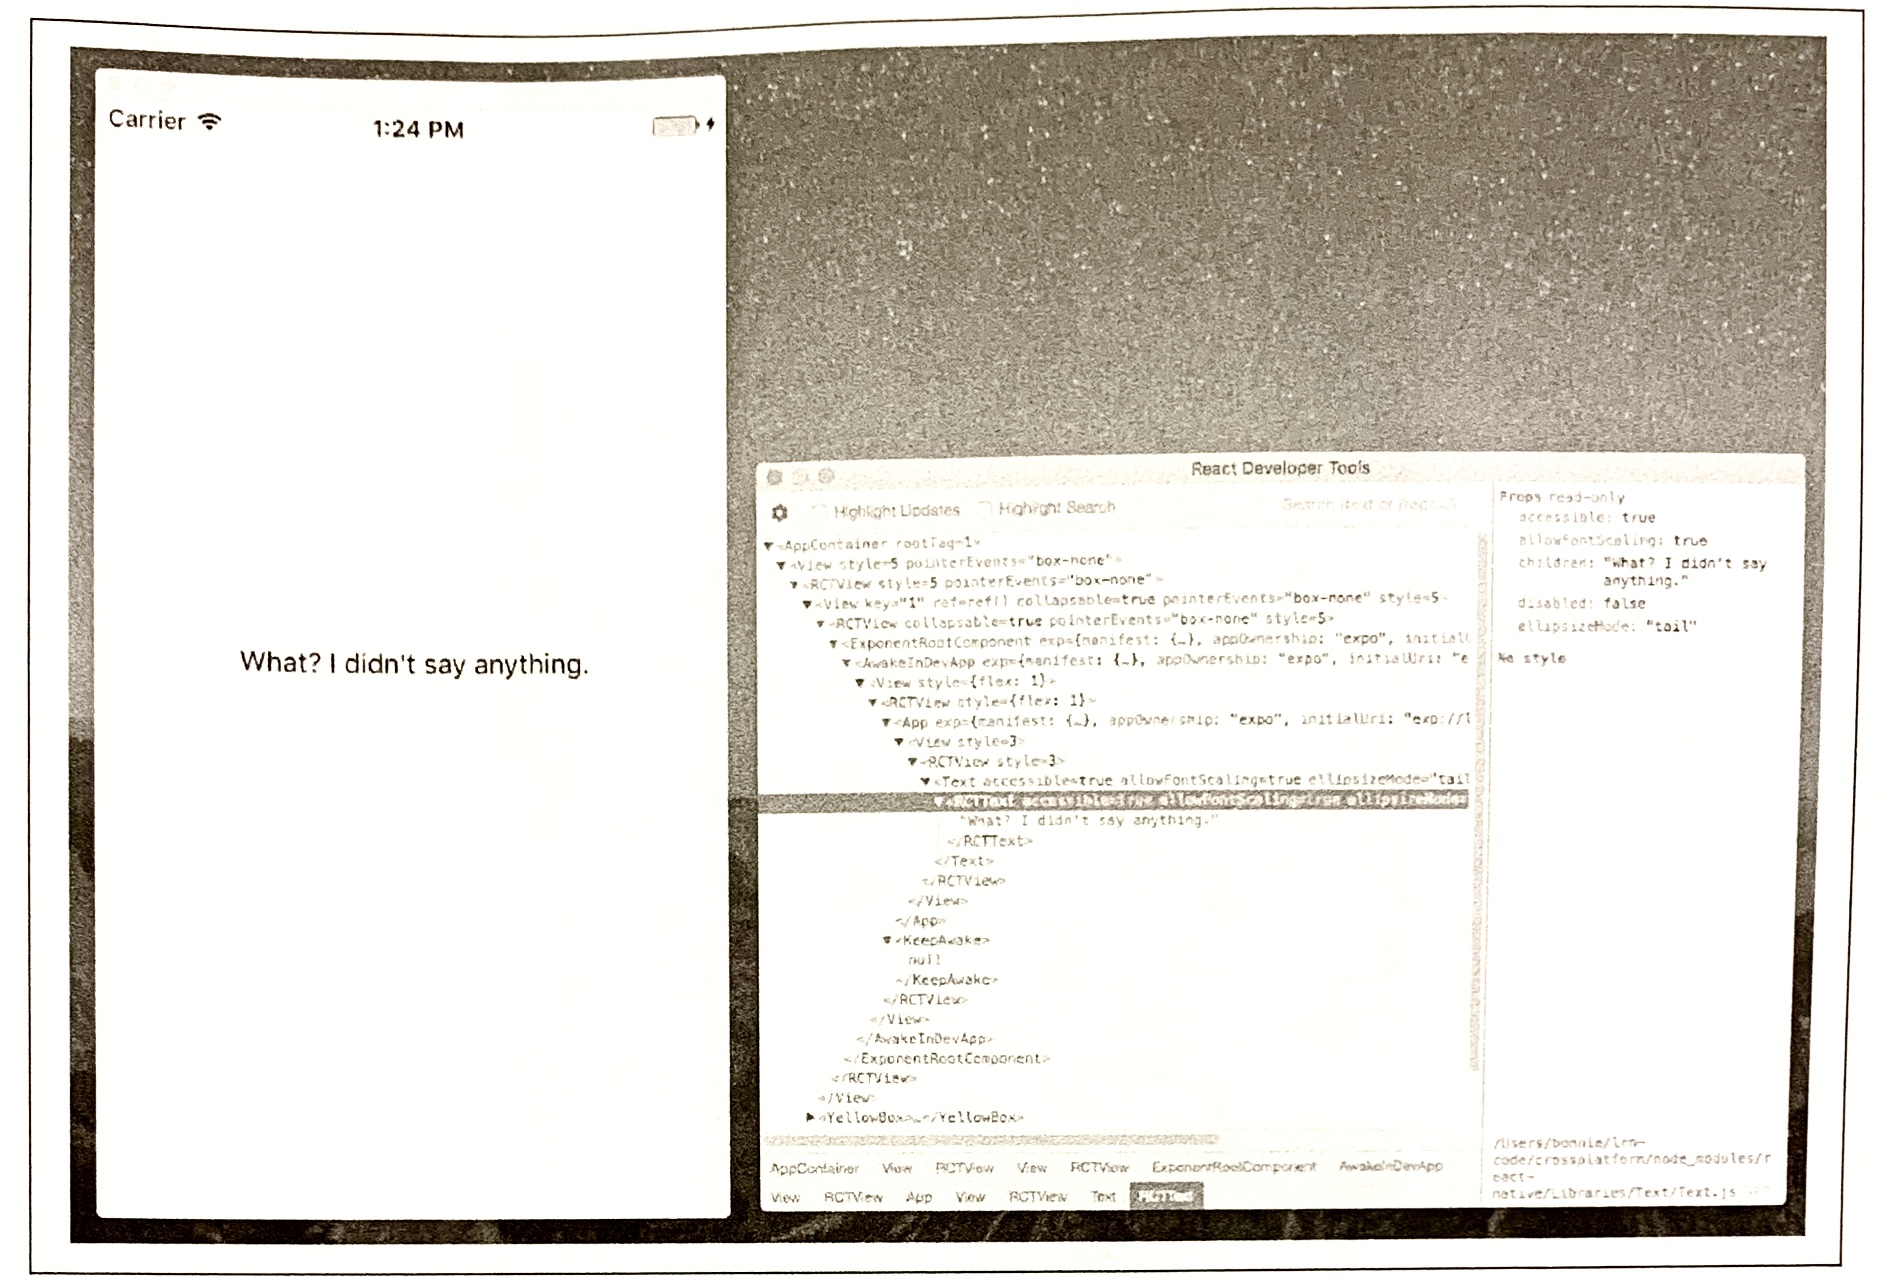 Carrier
1:24 PM
What? I didn't say anything.
React Developer Tools
Highlight Updates
Highlight Search
▼<AppContainer rootTag=1>
▼<View style=5 pointerEvents="box-none">
▼<RCTView style=5 pointerEvents="box-none">
▼<View key="1" ref=ref() collapsable=true pointerEvents="box-none" style=5>
▼<RCTView collapsable=true pointerEvents="box-none" style=5>
▼<ExponentRootComponent exp={manifest: {…}, appOwnership: "expo", initialU
▼<AwakeInDevApp exp={manifest: {…}, appOwnership: "expo", initialUri: "e
▼<View style={flex: 1}>
▼<RCTView style={flex: 1}>
▼<App exp={manifest: {…}, appOwnership: "expo", initialUri: "exp://l
▼<View style=3>
▼<RCTView style=3>
▼<Text accessible=true allowFontScaling=true ellipsizeMode="tail
▼<RCTText accessible=true allowFontScaling=true ellipsizeMode=
"What? I didn't say anything."
</RCTText>
</Text>
</RCTView>
</View>
</App>
▼<KeepAwake>
null
</KeepAwake>
</RCTView>
</View>
</AwakeInDevApp>
</ExponentRootComponent>
</RCTView>
</View>
▶<YellowBox>…</YellowBox>
AppContainer View RCTView View RCTView ExponentRootComponent AwakeInDevApp
View RCTView App View RCTView Text RCTText
Props read-only
accessible: true
allowFontScaling: true
children: "What? I didn't say
anything."
disabled: false
ellipsizeMode: "tail"
No style
/Users/bonnie/lrn-
code/crossplatform/node_modules/r
eact-
native/Libraries/Text/Text.js